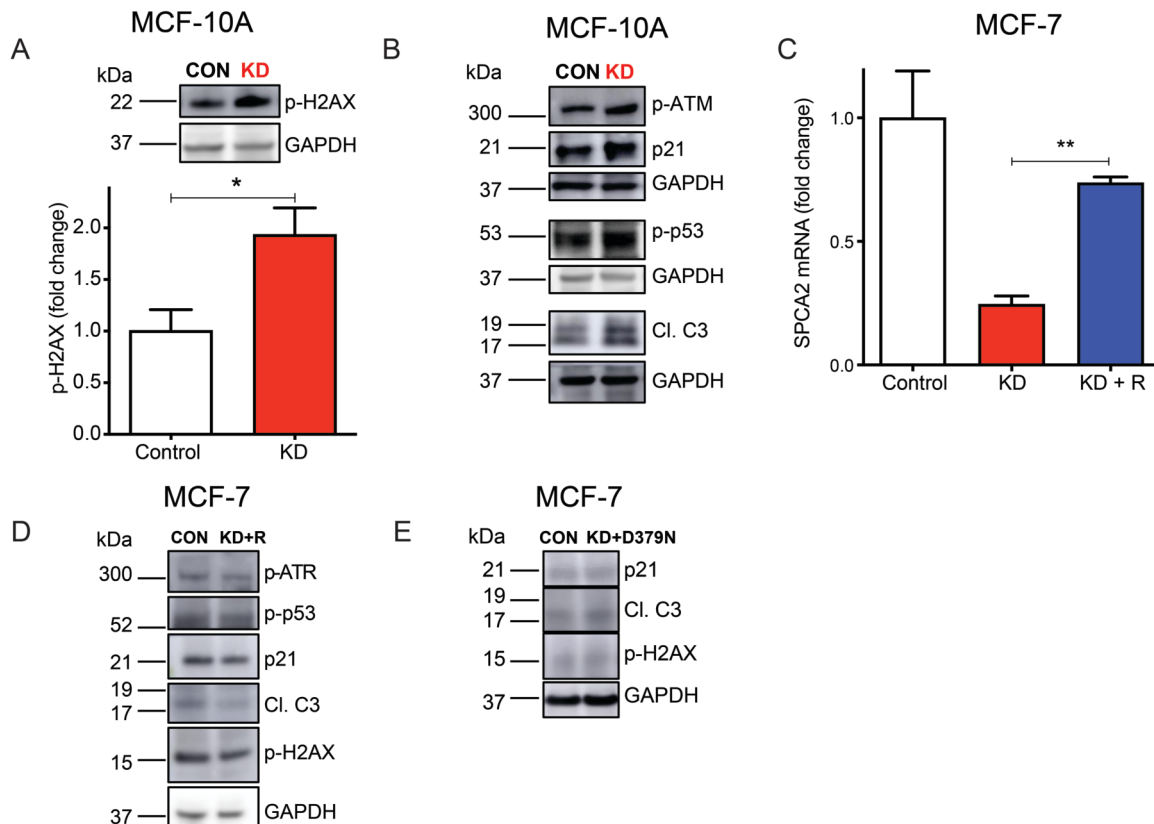 MCF-10A
A
kDa CON KD
22 p-H2AX
37 GAPDH
p-H2AX (fold change)
*
2.0
1.5
1.0
0.5
0.0
Control KD
MCF-10A
B
kDa CON KD
300 p-ATM
21 p21
37 GAPDH
53 p-p53
37 GAPDH
19 Cl. C3
17
37 GAPDH
MCF-7
C
SPCA2 mRNA (fold change)
**
1.0
0.5
0.0
Control KD KD + R
MCF-7
D
kDa CON KD+R
300 p-ATR
52 p-p53
21 p21
19
17 Cl. C3
15 p-H2AX
37 GAPDH
MCF-7
E
kDa CON KD+D379N
21 p21
19
17 Cl. C3
15 p-H2AX
37 GAPDH